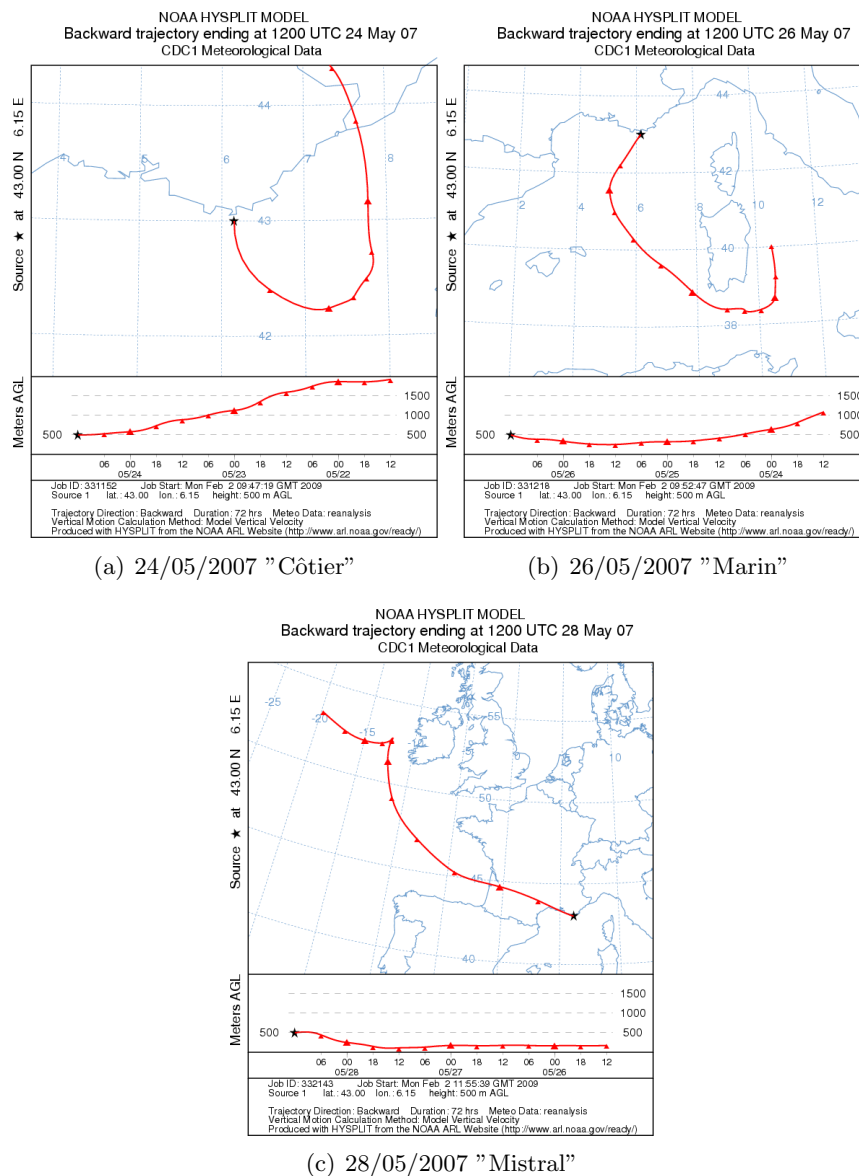 NOAA HYSPLIT MODEL
Backward trajectory ending at 1200 UTC 24 May 07
CDC1 Meteorological Data
Source ★ at 43.00 N 6.15 E
44
4
5
6
7
8
43
42
Meters AGL
500
1500
1000
500
06 00 18 12 06 00 18 12 06 00 18 12
05/24 05/23 05/22
Job ID: 331152 Job Start: Mon Feb 2 09:47:19 GMT 2009
Source 1 lat.: 43.00 lon.: 6.15 height: 500 m AGL
Trajectory Direction: Backward Duration: 72 hrs Meteo Data: reanalysis
Vertical Motion Calculation Method: Model Vertical Velocity
Produced with HYSPLIT from the NOAA ARL Website (http://www.arl.noaa.gov/ready/)
(a) 24/05/2007 "Côtier"
NOAA HYSPLIT MODEL
Backward trajectory ending at 1200 UTC 26 May 07
CDC1 Meteorological Data
Source ★ at 43.00 N 6.15 E
44
42
2
4
6
8
10
12
40
38
Meters AGL
500
1500
1000
500
06 00 18 12 06 00 18 12 06 00 18 12
05/26 05/25 05/24
Job ID: 331218 Job Start: Mon Feb 2 09:52:47 GMT 2009
Source 1 lat.: 43.00 lon.: 6.15 height: 500 m AGL
Trajectory Direction: Backward Duration: 72 hrs Meteo Data: reanalysis
Vertical Motion Calculation Method: Model Vertical Velocity
Produced with HYSPLIT from the NOAA ARL Website (http://www.arl.noaa.gov/ready/)
(b) 26/05/2007 "Marin"
NOAA HYSPLIT MODEL
Backward trajectory ending at 1200 UTC 28 May 07
CDC1 Meteorological Data
Source ★ at 43.00 N 6.15 E
-25
-20
-15
-10
-5
0
5
10
55
50
45
40
Meters AGL
500
1500
1000
500
06 00 18 12 06 00 18 12 06 00 18 12
05/28 05/27 05/26
Job ID: 332143 Job Start: Mon Feb 2 11:55:39 GMT 2009
Source 1 lat.: 43.00 lon.: 6.15 height: 500 m AGL
Trajectory Direction: Backward Duration: 72 hrs Meteo Data: reanalysis
Vertical Motion Calculation Method: Model Vertical Velocity
Produced with HYSPLIT from the NOAA ARL Website (http://www.arl.noaa.gov/ready/)
(c) 28/05/2007 "Mistral"